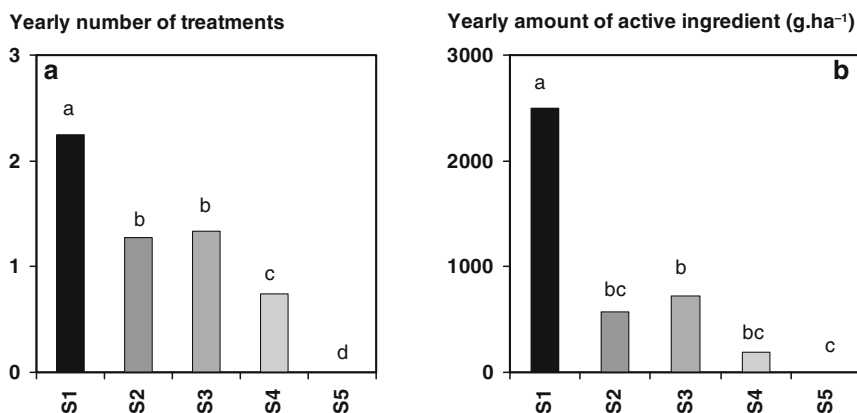 Yearly number of treatments
3
2
1
0
a
a
b
b
c
d
S1
S2
S3
S4
S5
Yearly amount of active ingredient (g.ha⁻¹)
3000
2000
1000
0
b
a
bc
b
bc
c
S1
S2
S3
S4
S5